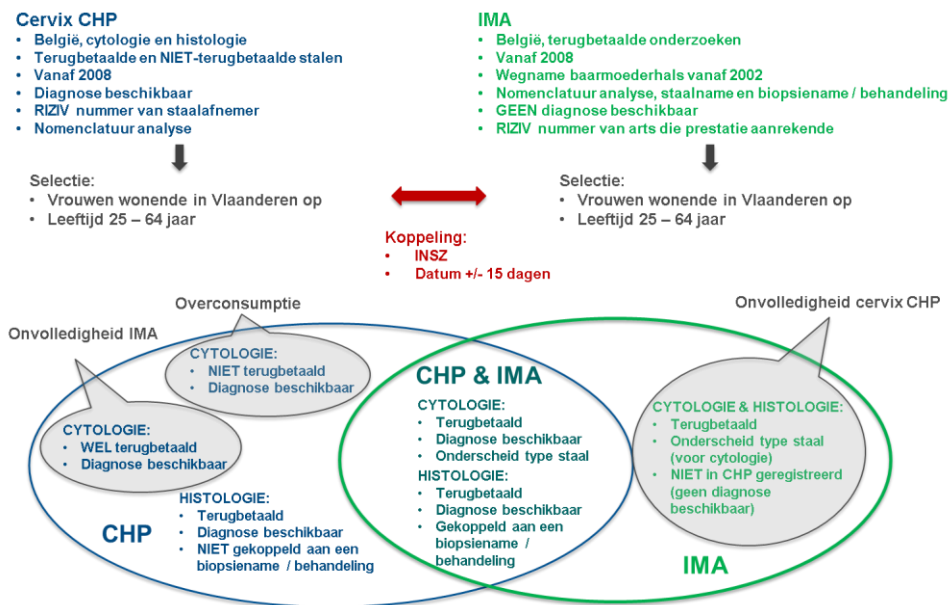 Cervix CHP
• België, cytologie en histologie
• Terugbetaalde en NIET-terugbetaalde stalen
• Vanaf 2008
• Diagnose beschikbaar
• RIZIV nummer van staalafnemer
• Nomenclatuur analyse
IMA
• België, terugbetaalde onderzoeken
• Vanaf 2008
• Wegname baarmoederhals vanaf 2002
• Nomenclatuur analyse, staalname en biopsiename / behandeling
• GEEN diagnose beschikbaar
• RIZIV nummer van arts die prestatie aanrekende
Selectie:
• Vrouwen wonende in Vlaanderen op
• Leeftijd 25 – 64 jaar
Selectie:
• Vrouwen wonende in Vlaanderen op
• Leeftijd 25 – 64 jaar
Koppeling:
• INSZ
• Datum +/- 15 dagen
Overconsumptie
Onvolledigheid IMA
Onvolledigheid cervix CHP
CYTOLOGIE:
• NIET terugbetaald
• Diagnose beschikbaar
CYTOLOGIE:
• WEL terugbetaald
• Diagnose beschikbaar
HISTOLOGIE:
• Terugbetaald
• Diagnose beschikbaar
• NIET gekoppeld aan een
biopsiename / behandeling
CHP
CHP & IMA
CYTOLOGIE:
• Terugbetaald
• Diagnose beschikbaar
• Onderscheid type staal
HISTOLOGIE:
• Terugbetaald
• Diagnose beschikbaar
• Gekoppeld aan een
biopsiename /
behandeling
CYTOLOGIE & HISTOLOGIE:
• Terugbetaald
• Onderscheid type staal
(voor cytologie)
• NIET in CHP geregistreerd
(geen diagnose
beschikbaar)
IMA